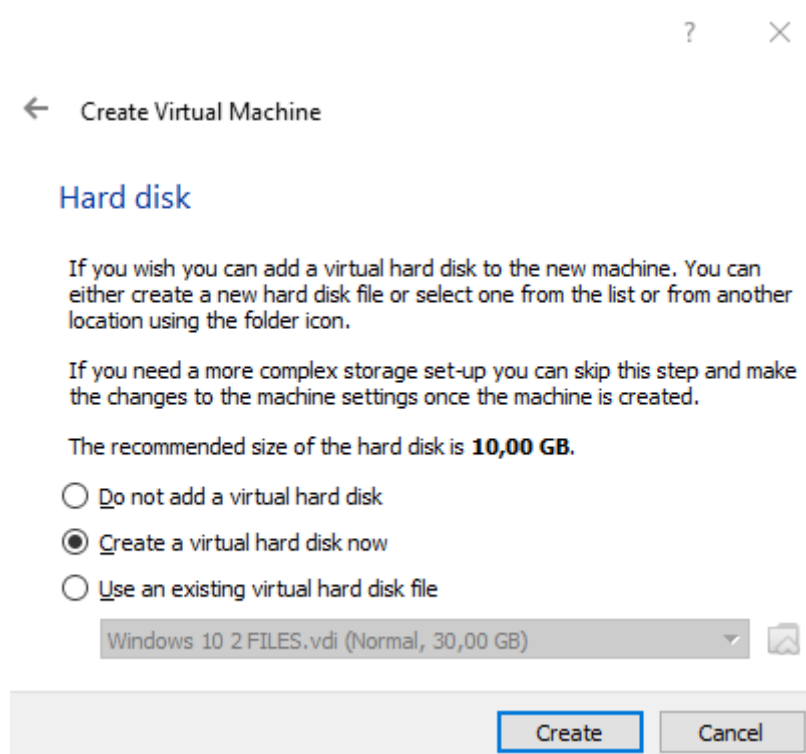 ?
Create Virtual Machine
Hard disk
If you wish you can add a virtual hard disk to the new machine. You can
either create a new hard disk file or select one from the list or from another
location using the folder icon.
If you need a more complex storage set-up you can skip this step and make
the changes to the machine settings once the machine is created.
The recommended size of the hard disk is 10,00 GB.
Do not add a virtual hard disk
Create a virtual hard disk now
Use an existing virtual hard disk file
Windows 10 2 FILES.vdi (Normal, 30,00 GB)
Create Cancel